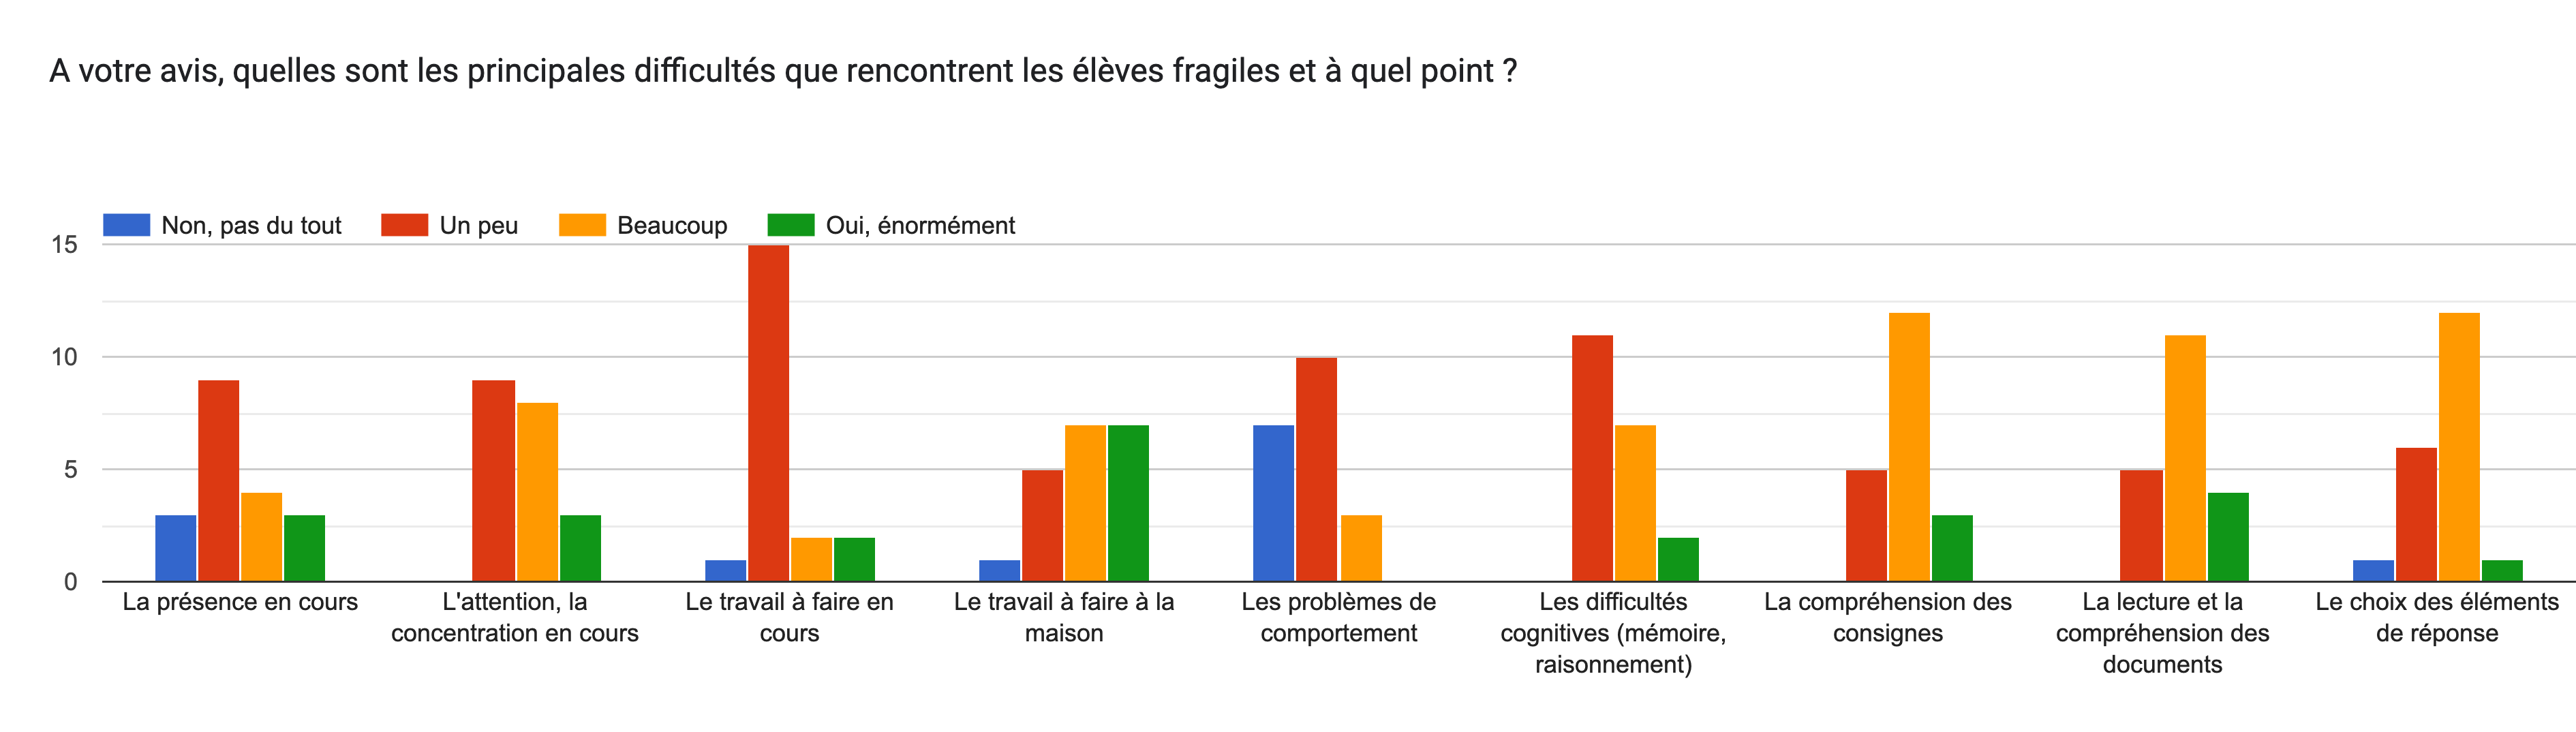 A votre avis, quelles sont les principales difficultés que rencontrent les élèves fragiles et à quel point ?
Non, pas du tout
Un peu
Beaucoup
Oui, énormément
15
10
5
0
La présence en cours
L'attention, la
concentration en cours
Le travail à faire en
cours
Le travail à faire à la
maison
Les problèmes de
comportement
Les difficultés
cognitives (mémoire,
raisonnement)
La compréhension des
consignes
La lecture et la
compréhension des
documents
Le choix des éléments
de réponse